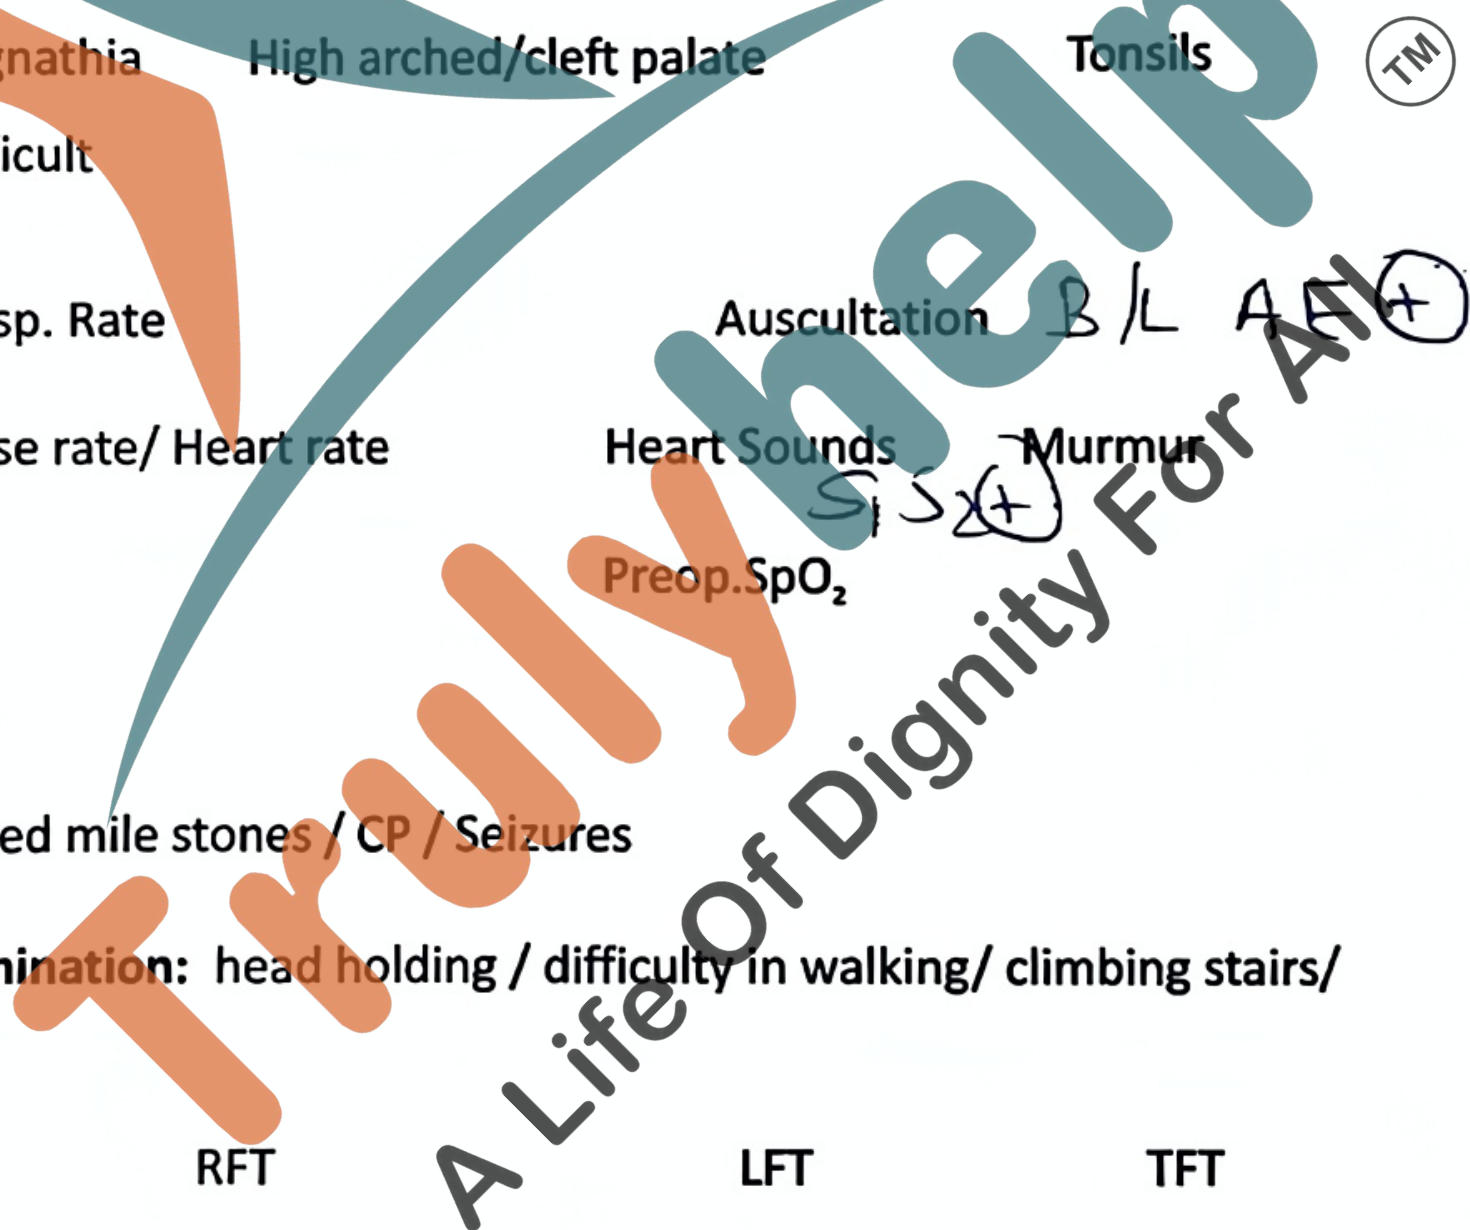 gnathia High arched/cleft palate Tonsils
TM
icult
sp. Rate Auscultation B/L AE +
se rate/ Heart rate Heart Sounds Murmur
S1 S2 +
Preop.SpO₂
ed mile stones / CP / Seizures
mination: head holding / difficulty in walking/ climbing stairs/
RFT LFT TFT
Truly help
A Life Of Dignity For All